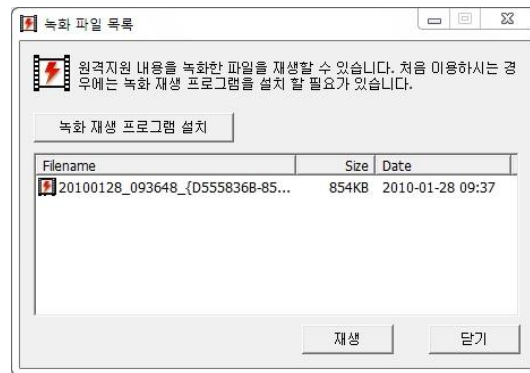 녹화 파일 목록
원격지원 내용을 녹화한 파일을 재생할 수 있습니다. 처음 이용하시는 경
우에는 녹화 재생 프로그램을 설치 할 필요가 있습니다.
녹화 재생 프로그램 설치
Filename Size Date
20100128_093648_{D555836B-85... 854KB 2010-01-28 09:37
재생 닫기